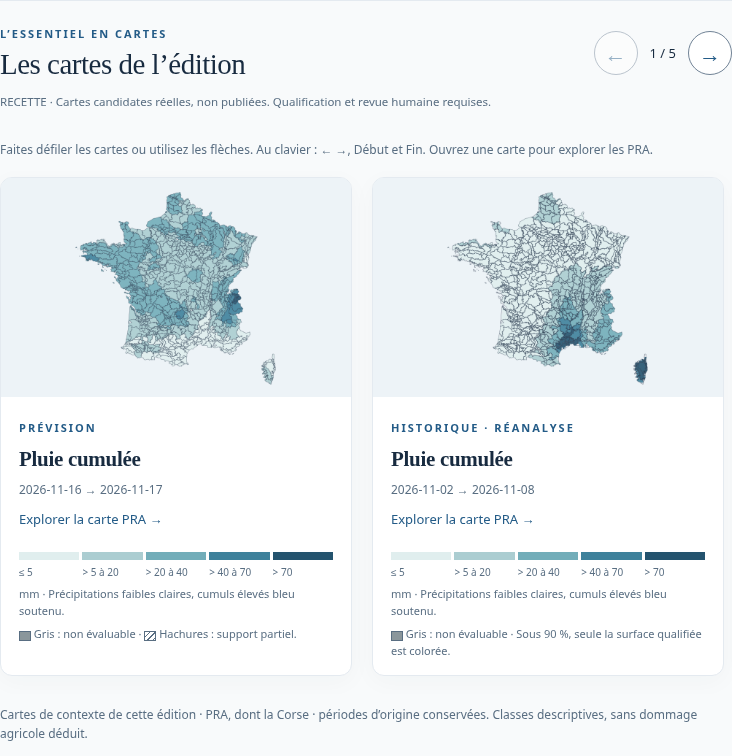 L’ESSENTIEL EN CARTES
Les cartes de l’édition
← 1 / 5 →
RECETTE · Cartes candidates réelles, non publiées. Qualification et revue humaine requises.
Faites défiler les cartes ou utilisez les flèches. Au clavier : ← →, Début et Fin. Ouvrez une carte pour explorer les PRA.
PRÉVISION
Pluie cumulée
2026-11-16 → 2026-11-17
Explorer la carte PRA →
≤ 5 > 5 à 20 > 20 à 40 > 40 à 70 > 70
mm · Précipitations faibles claires, cumuls élevés bleu
soutenu.
Gris : non évaluable · Hachures : support partiel.
HISTORIQUE · RÉANALYSE
Pluie cumulée
2026-11-02 → 2026-11-08
Explorer la carte PRA →
≤ 5 > 5 à 20 > 20 à 40 > 40 à 70 > 70
mm · Précipitations faibles claires, cumuls élevés bleu
soutenu.
Gris : non évaluable · Sous 90 %, seule la surface qualifiée
est colorée.
Cartes de contexte de cette édition · PRA, dont la Corse · périodes d’origine conservées. Classes descriptives, sans dommage
agricole déduit.